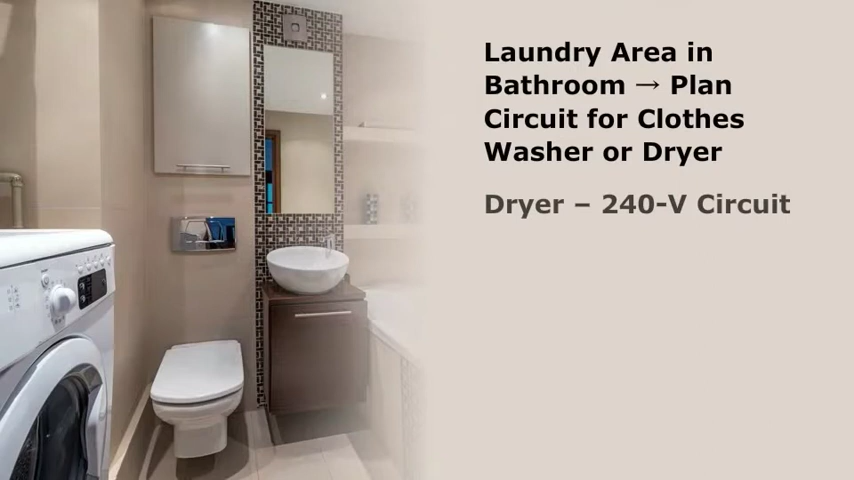 Laundry Area in
Bathroom → Plan
Circuit for Clothes
Washer or Dryer
Dryer – 240-V Circuit